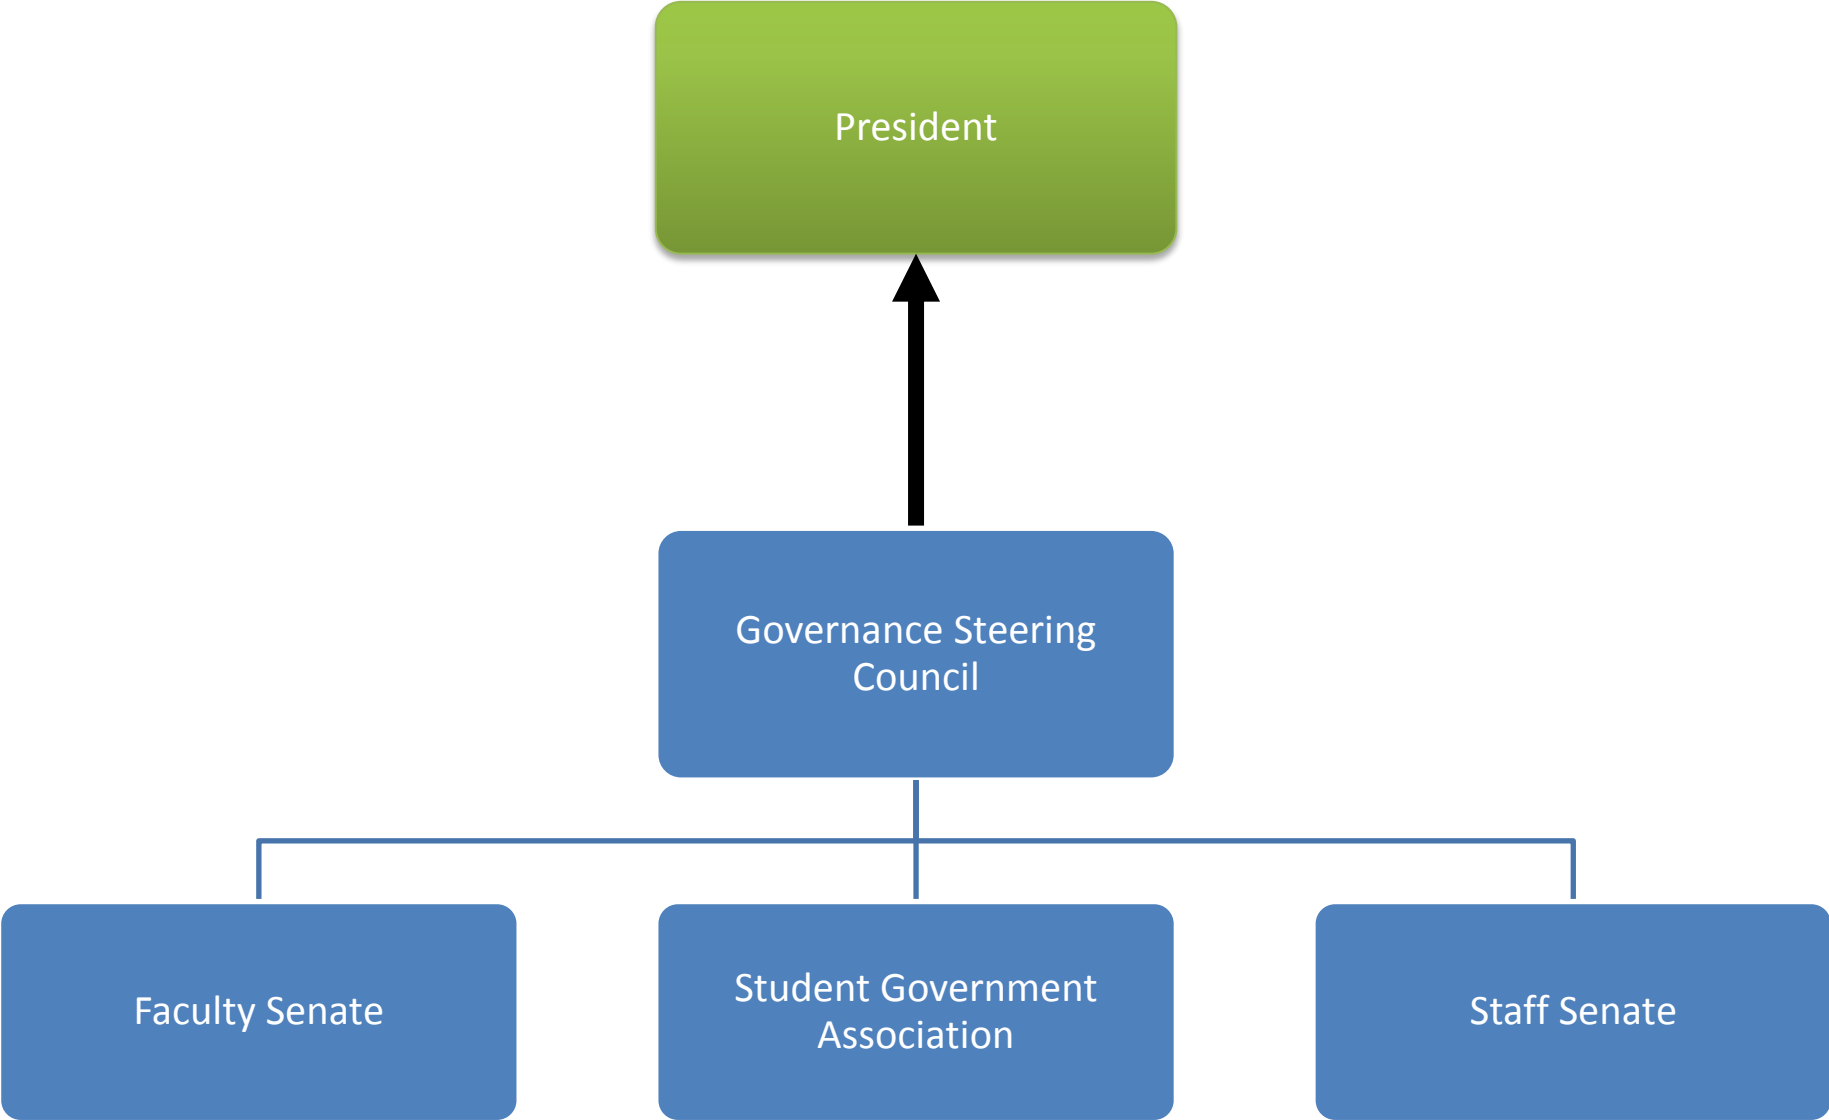 President
Governance Steering
Council
Faculty Senate
Student Government
Association
Staff Senate